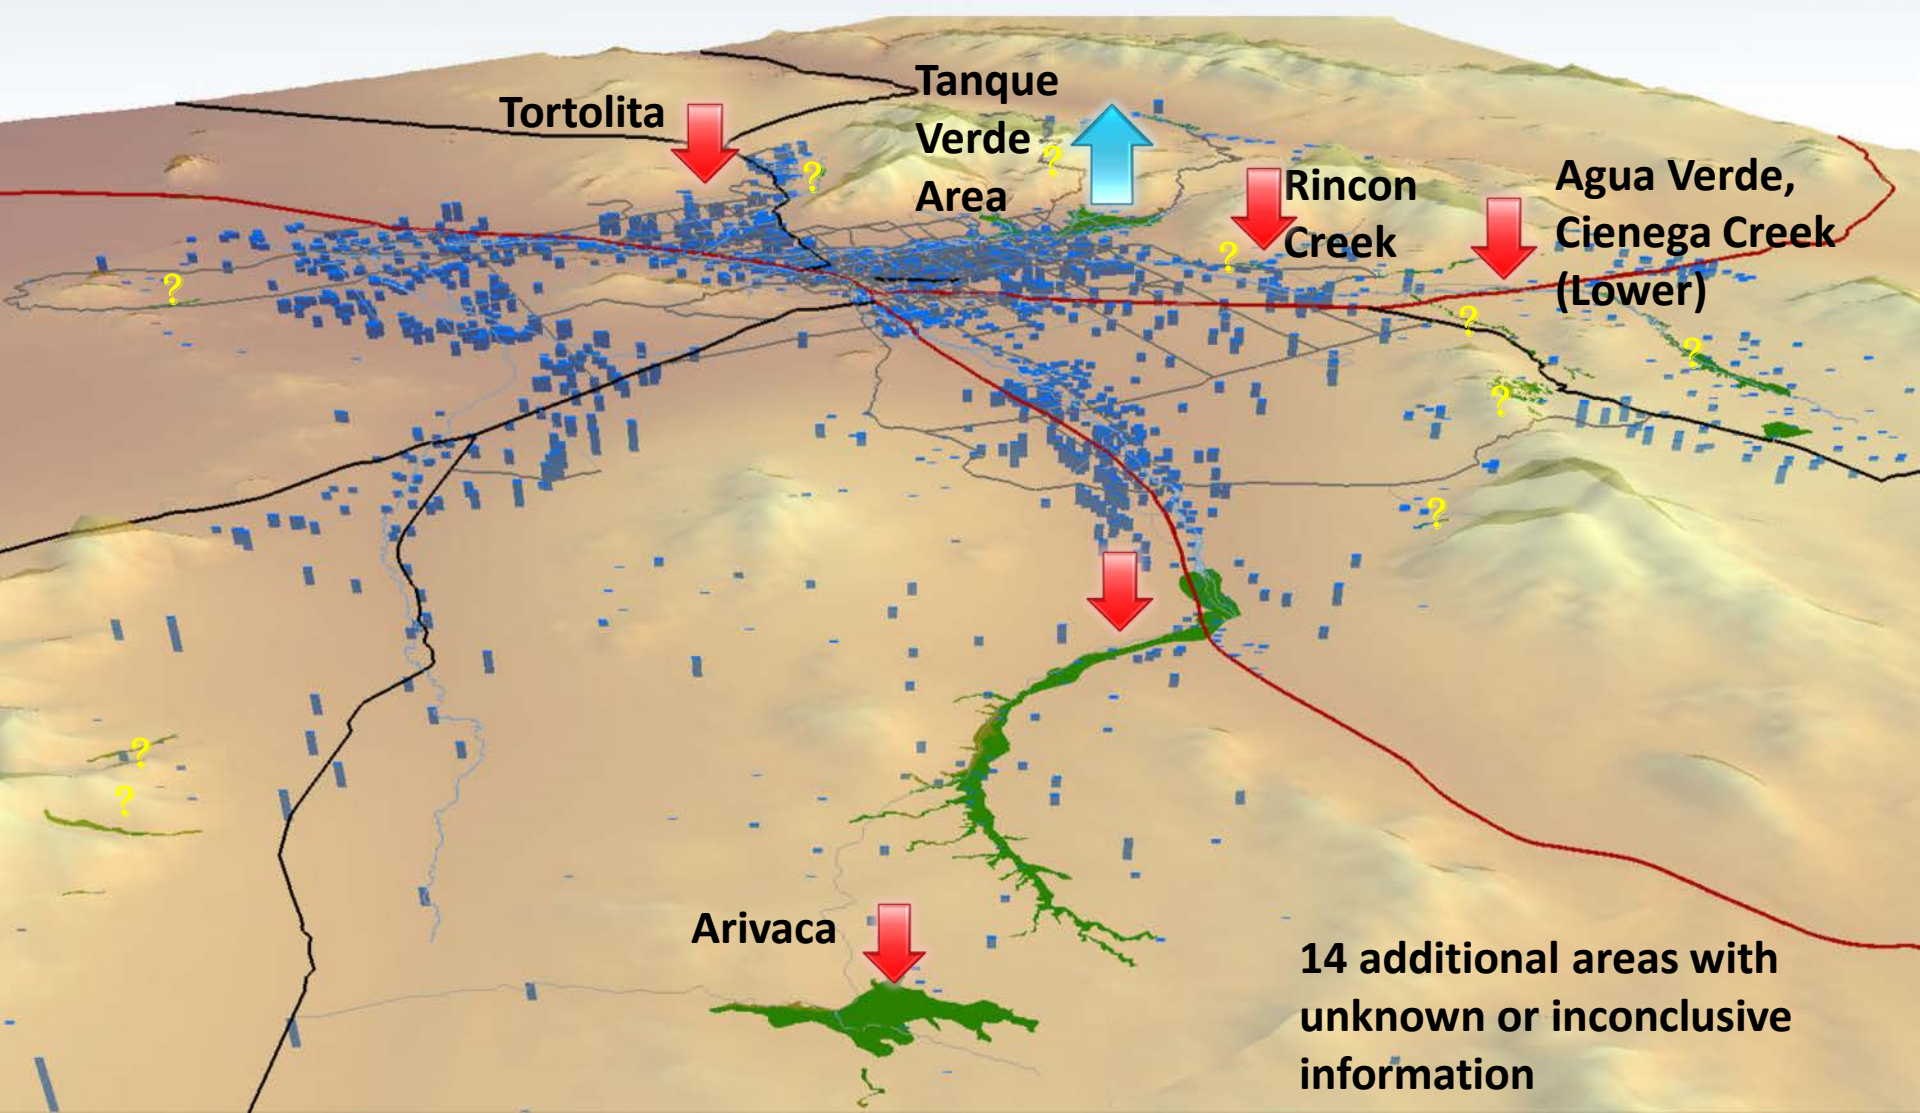 Tortolita
Tanque
Verde
Area
Rincon
Creek
Agua Verde,
Cienega Creek
(Lower)
?
?
?
?
?
?
?
?
?
?
Arivaca
14 additional areas with
unknown or inconclusive
information